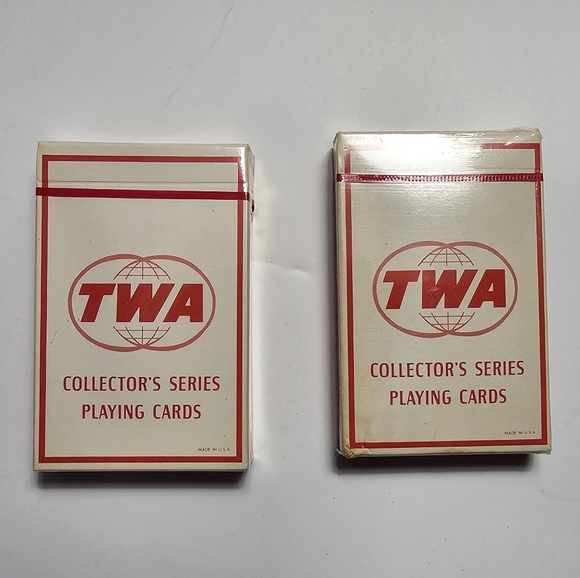 TWA
COLLECTOR'S SERIES
PLAYING CARDS
MADE IN U.S.A
TWA
COLLECTOR'S SERIES
PLAYING CARDS
MADE IN U.S.A